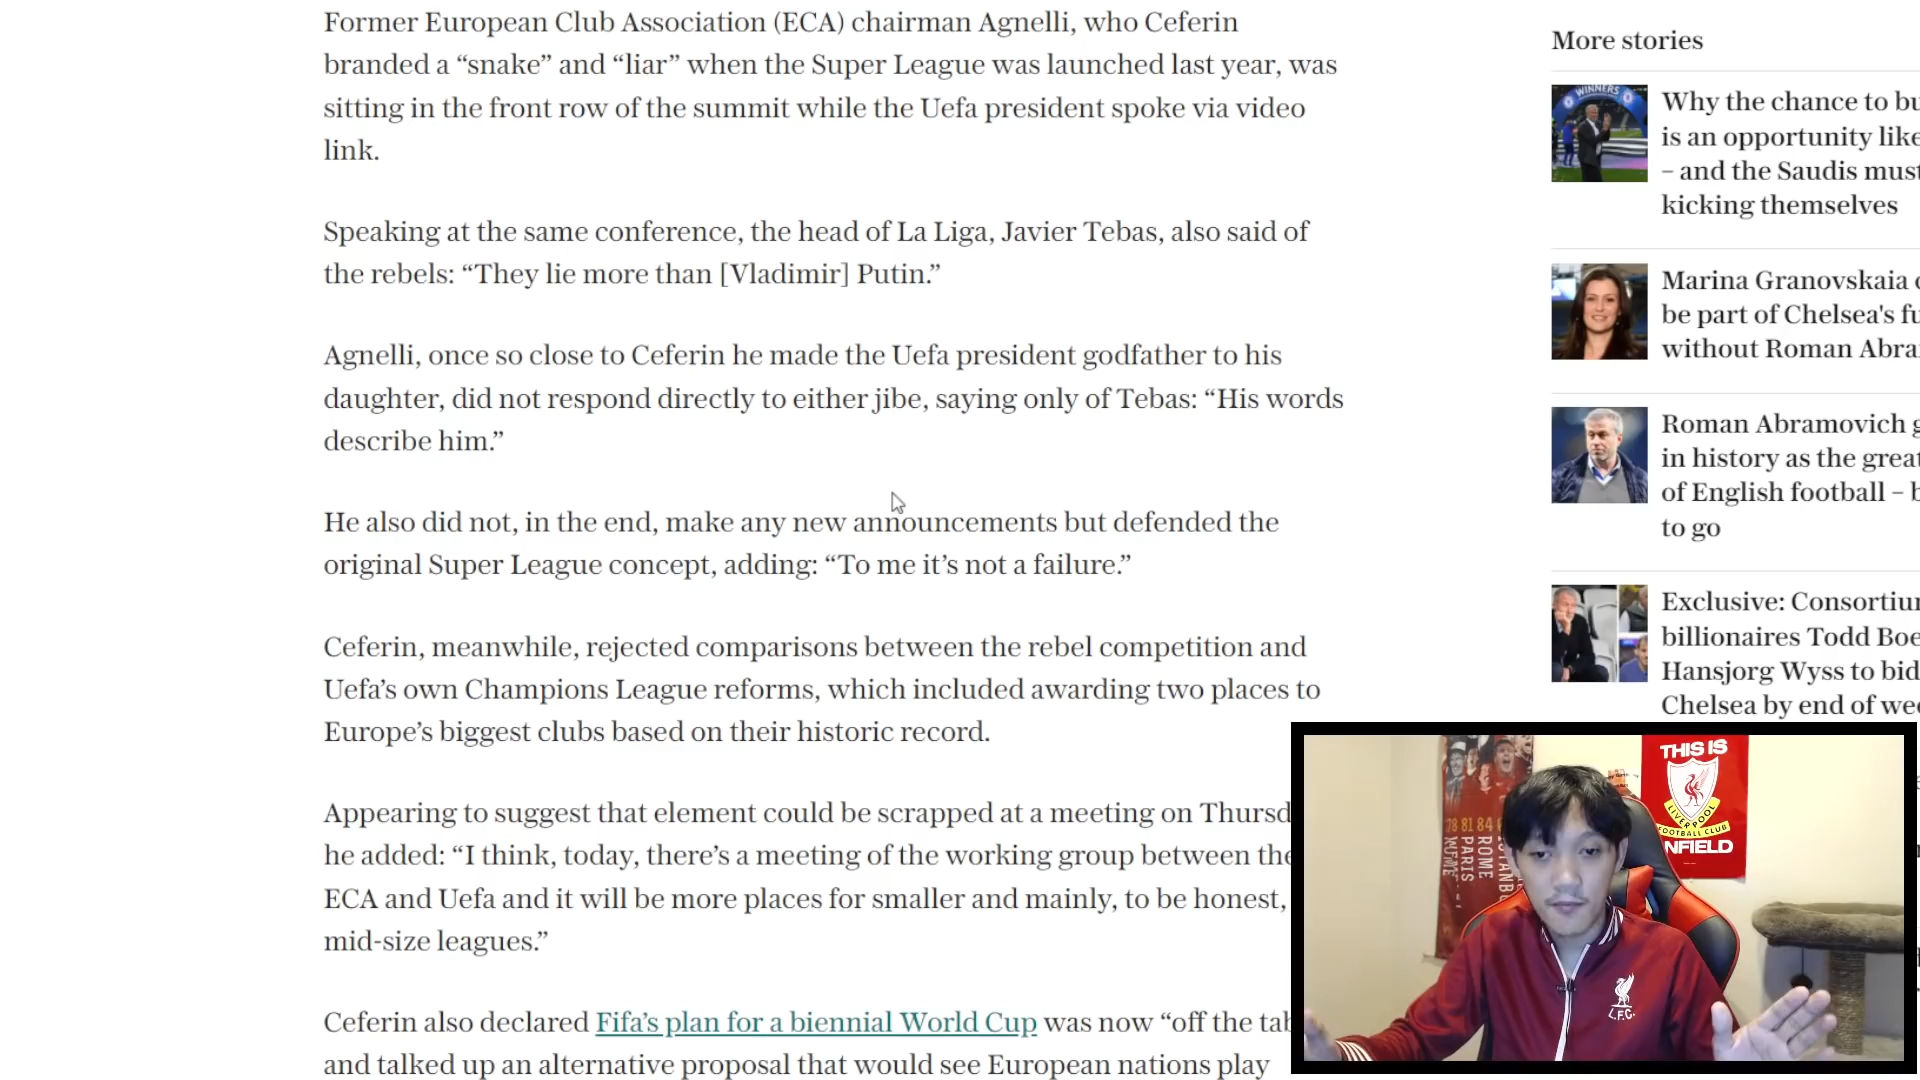 Former European Club Association (ECA) chairman Agnelli, who Ceferin
branded a “snake” and “liar” when the Super League was launched last year, was
sitting in the front row of the summit while the Uefa president spoke via video
link.
Speaking at the same conference, the head of La Liga, Javier Tebas, also said of
the rebels: “They lie more than [Vladimir] Putin.”
Agnelli, once so close to Ceferin he made the Uefa president godfather to his
daughter, did not respond directly to either jibe, saying only of Tebas: “His words
describe him.”
He also did not, in the end, make any new announcements but defended the
original Super League concept, adding: “To me it’s not a failure.”
Ceferin, meanwhile, rejected comparisons between the rebel competition and
Uefa’s own Champions League reforms, which included awarding two places to
Europe’s biggest clubs based on their historic record.
Appearing to suggest that element could be scrapped at a meeting on Thursd
he added: “I think, today, there’s a meeting of the working group between the
ECA and Uefa and it will be more places for smaller and mainly, to be honest,
mid-size leagues.”
Ceferin also declared Fifa’s plan for a biennial World Cup was now “off the tab
and talked up an alternative proposal that would see European nations play
More stories
WINNERS
Why the chance to bu
is an opportunity like
– and the Saudis must
kicking themselves
Marina Granovskaia
be part of Chelsea's fu
without Roman Abra
Roman Abramovich g
in history as the great
of English football – b
to go
Exclusive: Consortiu
billionaires Todd Boe
Hansjorg Wyss to bid
Chelsea by end of wee
THIS IS
LIVERPOOL
FOOTBALL CLUB
NFIELD
78 81 84
PARIS
ROME
L.F.C.